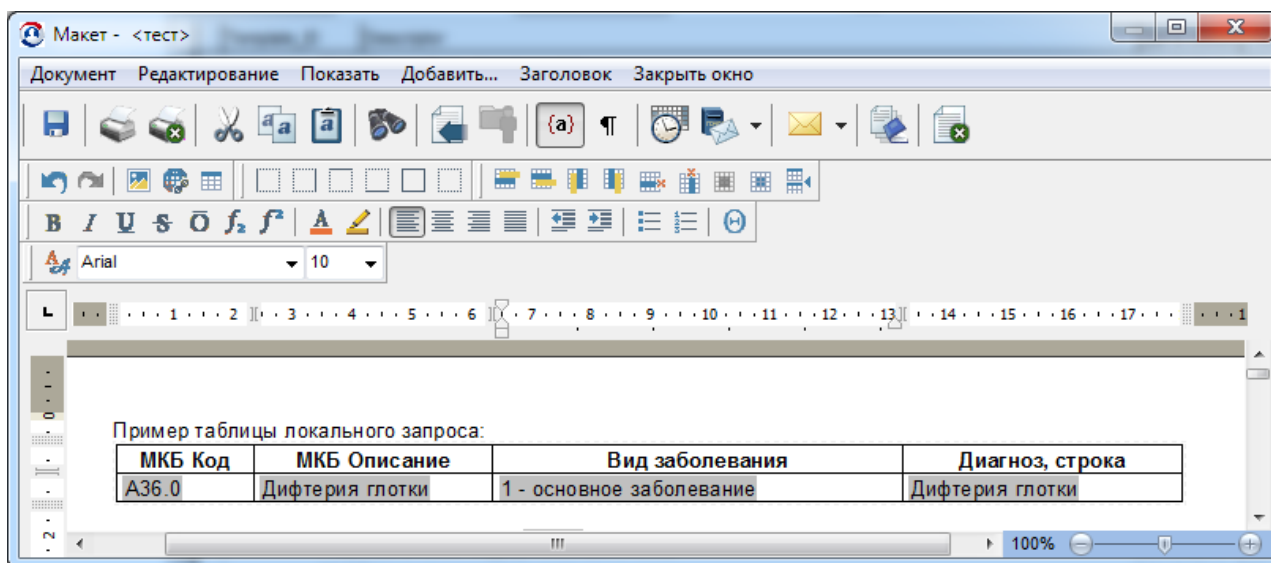 Макет - <тест>
Документ Редактирование Показать Добавить... Заголовок Закрыть окно
{a} ¶
B I U S O f₂ f² A
Arial 10
1 2 3 4 5 6 7 8 9 10 11 12 13 14 15 16 17 1
Пример таблицы локального запроса:
МКБ Код МКБ Описание Вид заболевания Диагноз, строка
A36.0 Дифтерия глотки 1 - основное заболевание Дифтерия глотки
100%